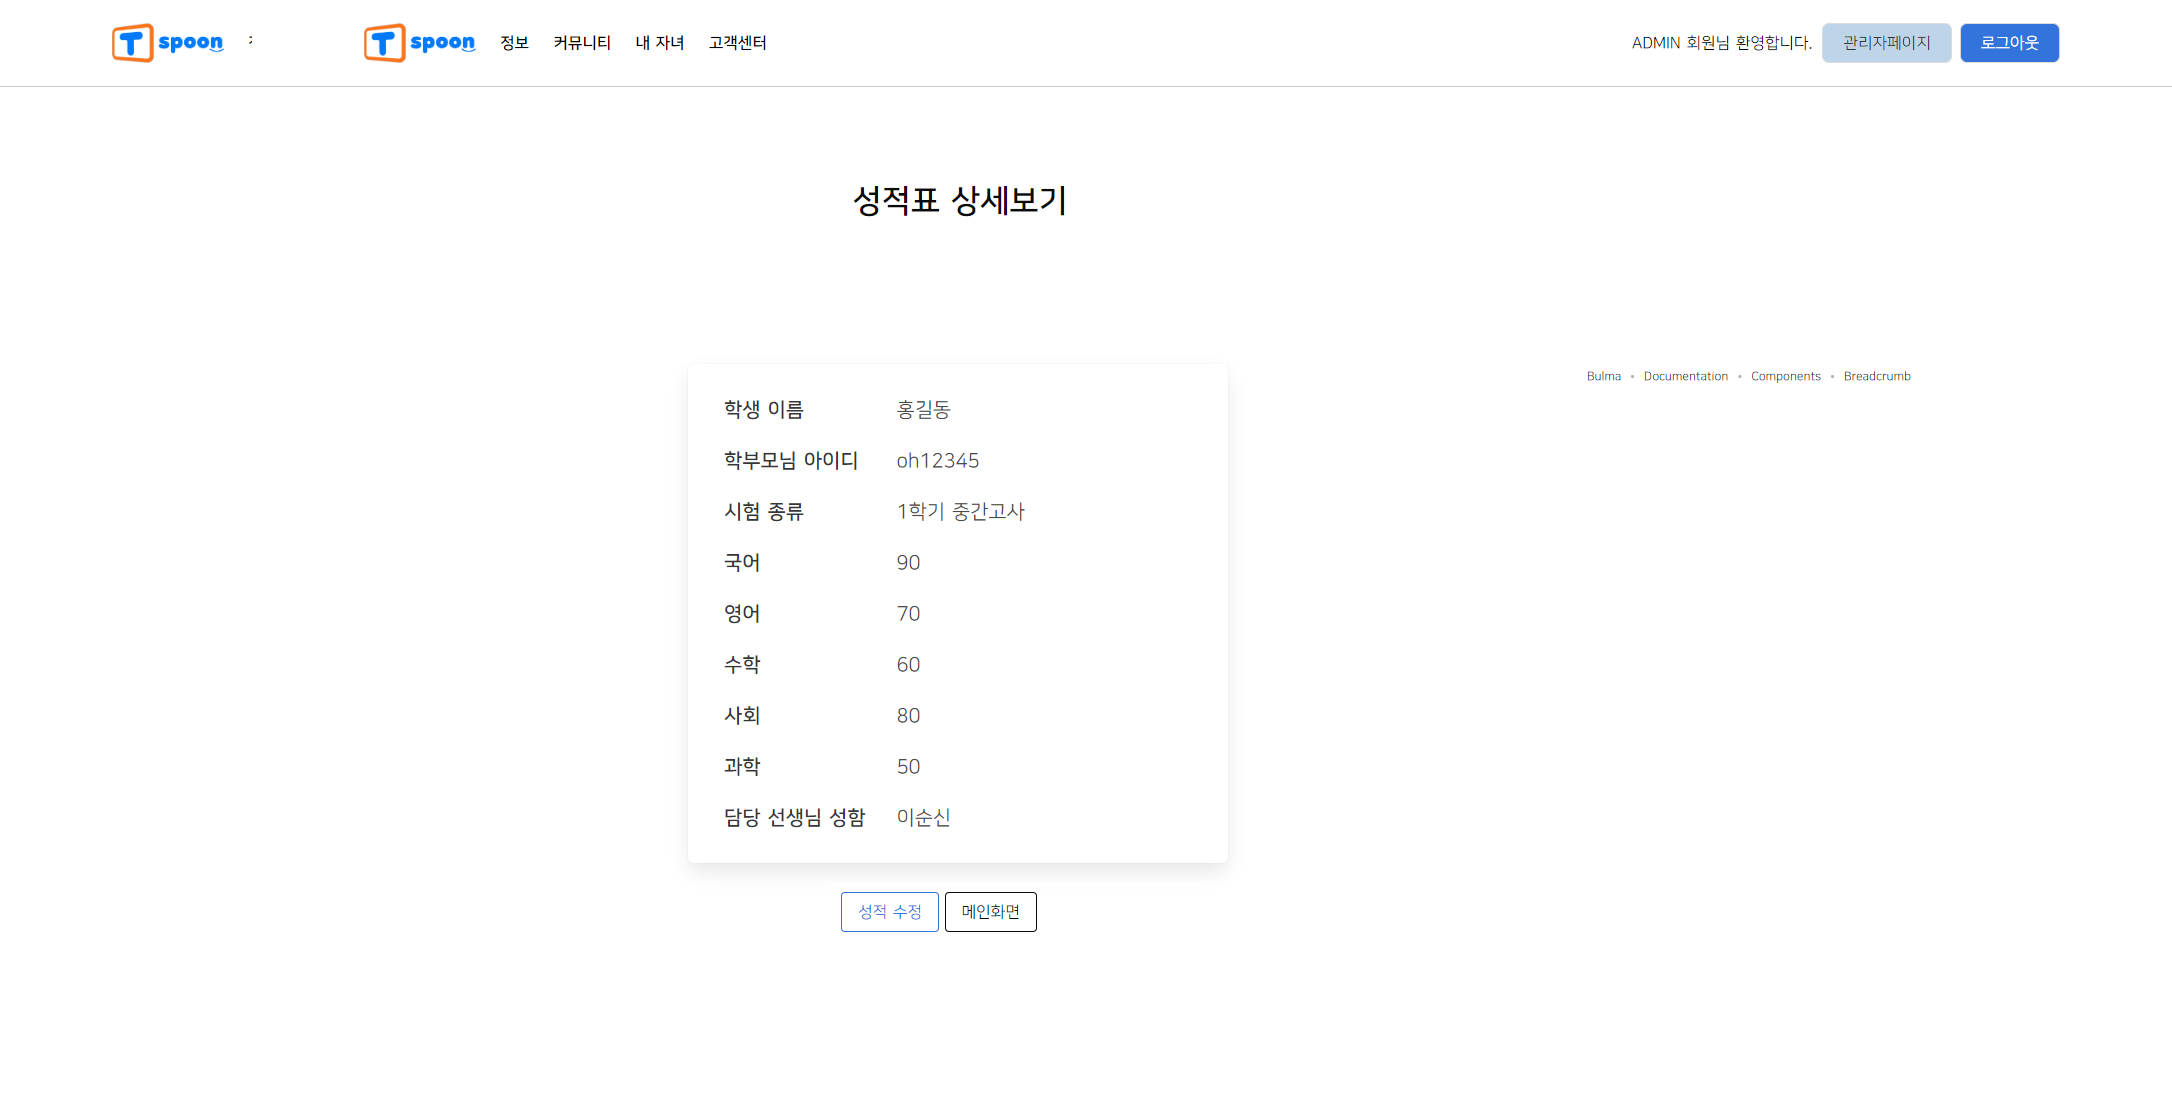 T spoon
T spoon 정보 커뮤니티 내 자녀 고객센터 ADMIN 회원님 환영합니다. 관리자페이지 로그아웃
성적표 상세보기
Bulma • Documentation • Components • Breadcrumb
학생 이름 홍길동
학부모님 아이디 oh12345
시험 종류 1학기 중간고사
국어 90
영어 70
수학 60
사회 80
과학 50
담당 선생님 성함 이순신
성적 수정 메인화면